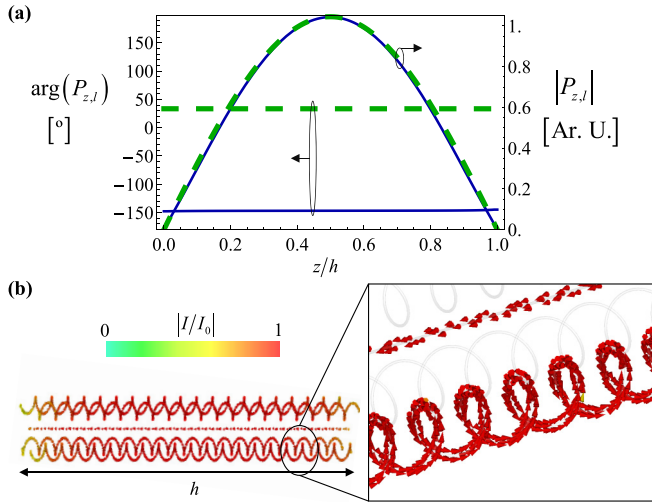 (a)
150
100
50
0
−50
−100
−150
arg(P_{z,l})
[º]
1.
0.8
0.6
0.4
0.2
0.
|P_{z,l}|
[Ar. U.]
0.0 0.2 0.4 0.6 0.8 1.0
z/h
(b)
|I/I_0|
0 1
h